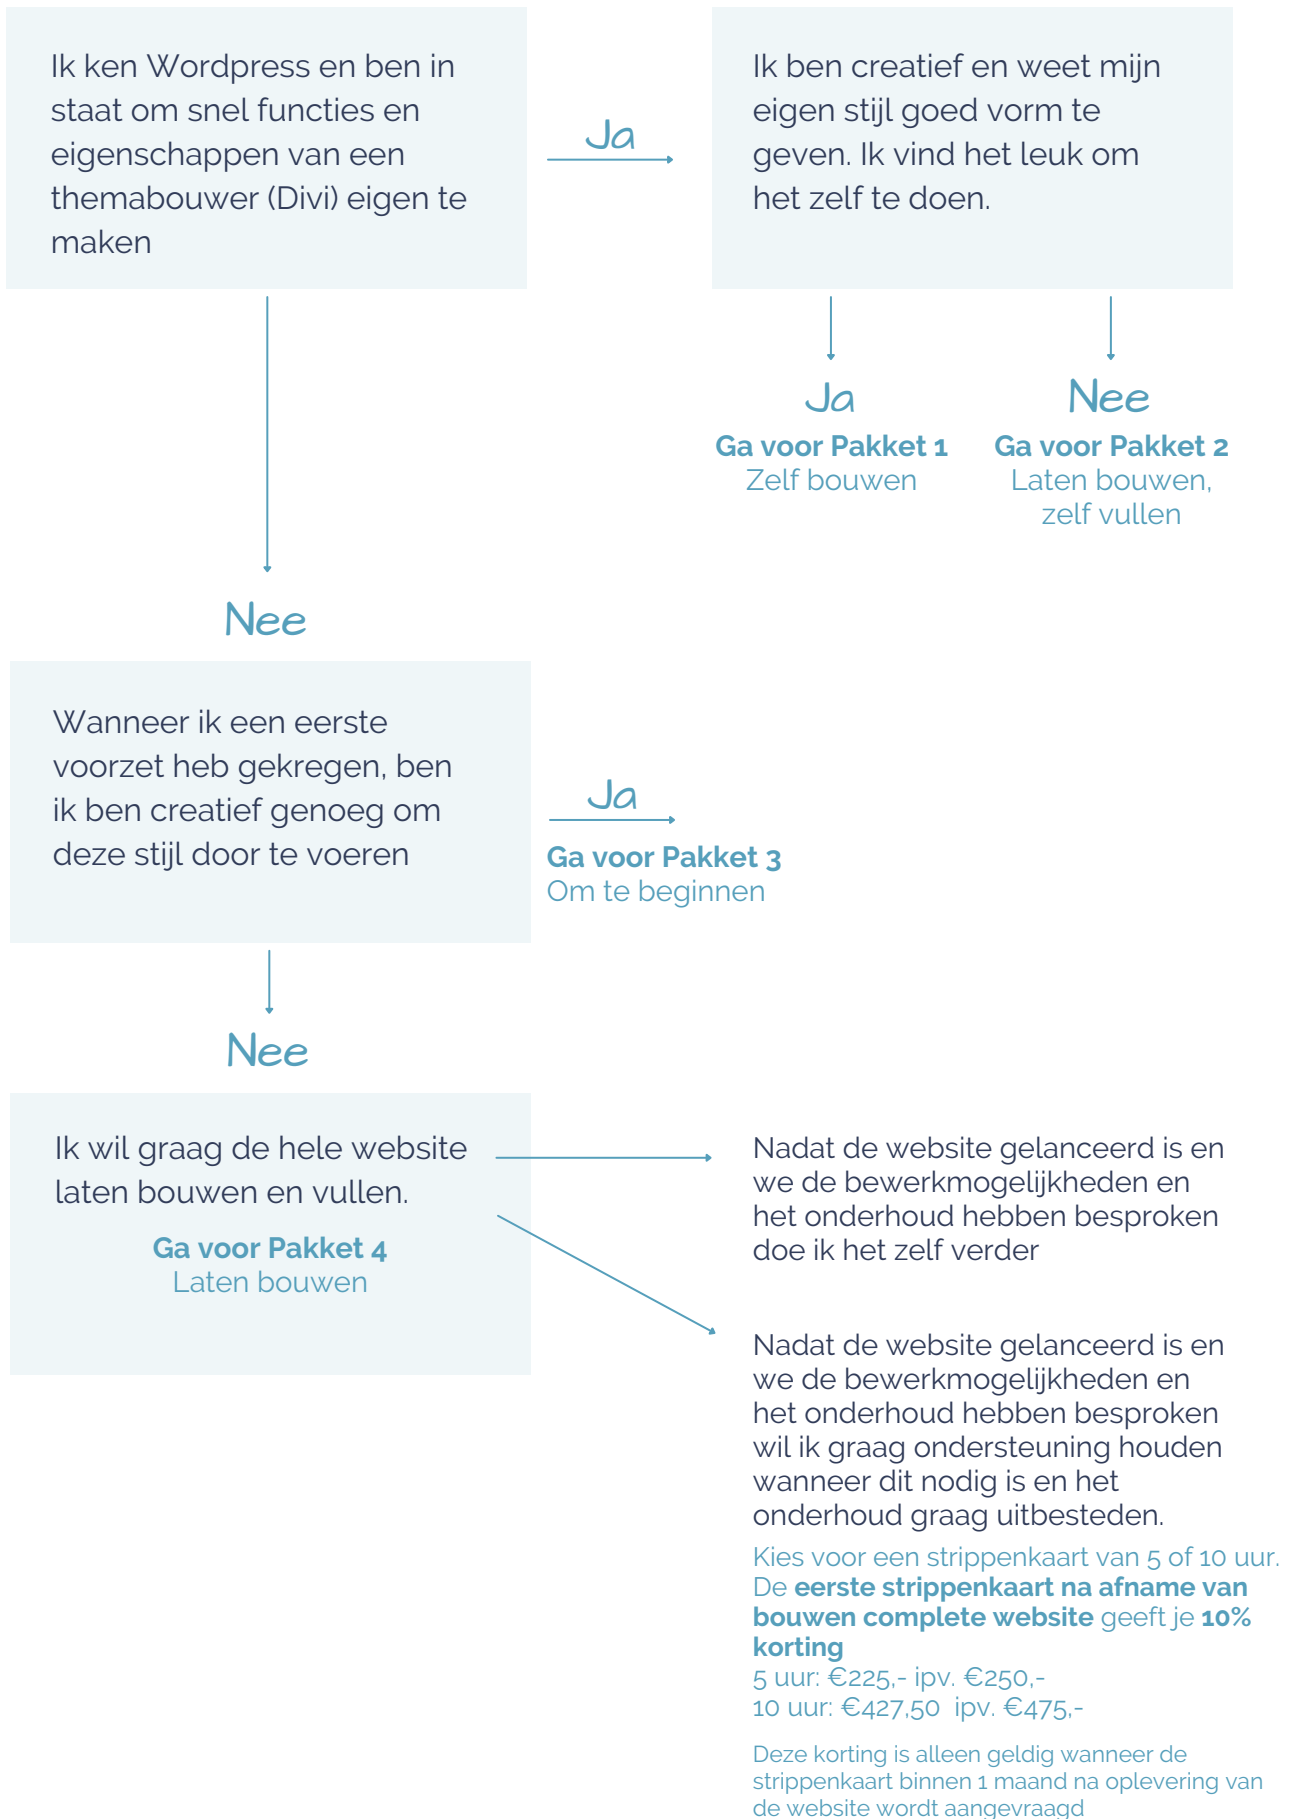 Ik ken Wordpress en ben in
staat om snel functies en
eigenschappen van een
themabouwer (Divi) eigen te
maken
Ja
Ik ben creatief en weet mijn
eigen stijl goed vorm te
geven. Ik vind het leuk om
het zelf te doen.
Ja
Ga voor Pakket 1
Zelf bouwen
Nee
Ga voor Pakket 2
Laten bouwen,
zelf vullen
Nee
Wanneer ik een eerste
voorzet heb gekregen, ben
ik ben creatief genoeg om
deze stijl door te voeren
Ja
Ga voor Pakket 3
Om te beginnen
Nee
Ik wil graag de hele website
laten bouwen en vullen.
Ga voor Pakket 4
Laten bouwen
Nadat de website gelanceerd is en
we de bewerkmogelijkheden en
het onderhoud hebben besproken
doe ik het zelf verder
Nadat de website gelanceerd is en
we de bewerkmogelijkheden en
het onderhoud hebben besproken
wil ik graag ondersteuning houden
wanneer dit nodig is en het
onderhoud graag uitbesteden.
Kies voor een strippenkaart van 5 of 10 uur.
De eerste strippenkaart na afname van
bouwen complete website geeft je 10%
korting
5 uur: €225,- ipv. €250,-
10 uur: €427,50 ipv. €475,-
Deze korting is alleen geldig wanneer de
strippenkaart binnen 1 maand na oplevering van
de website wordt aangevraagd